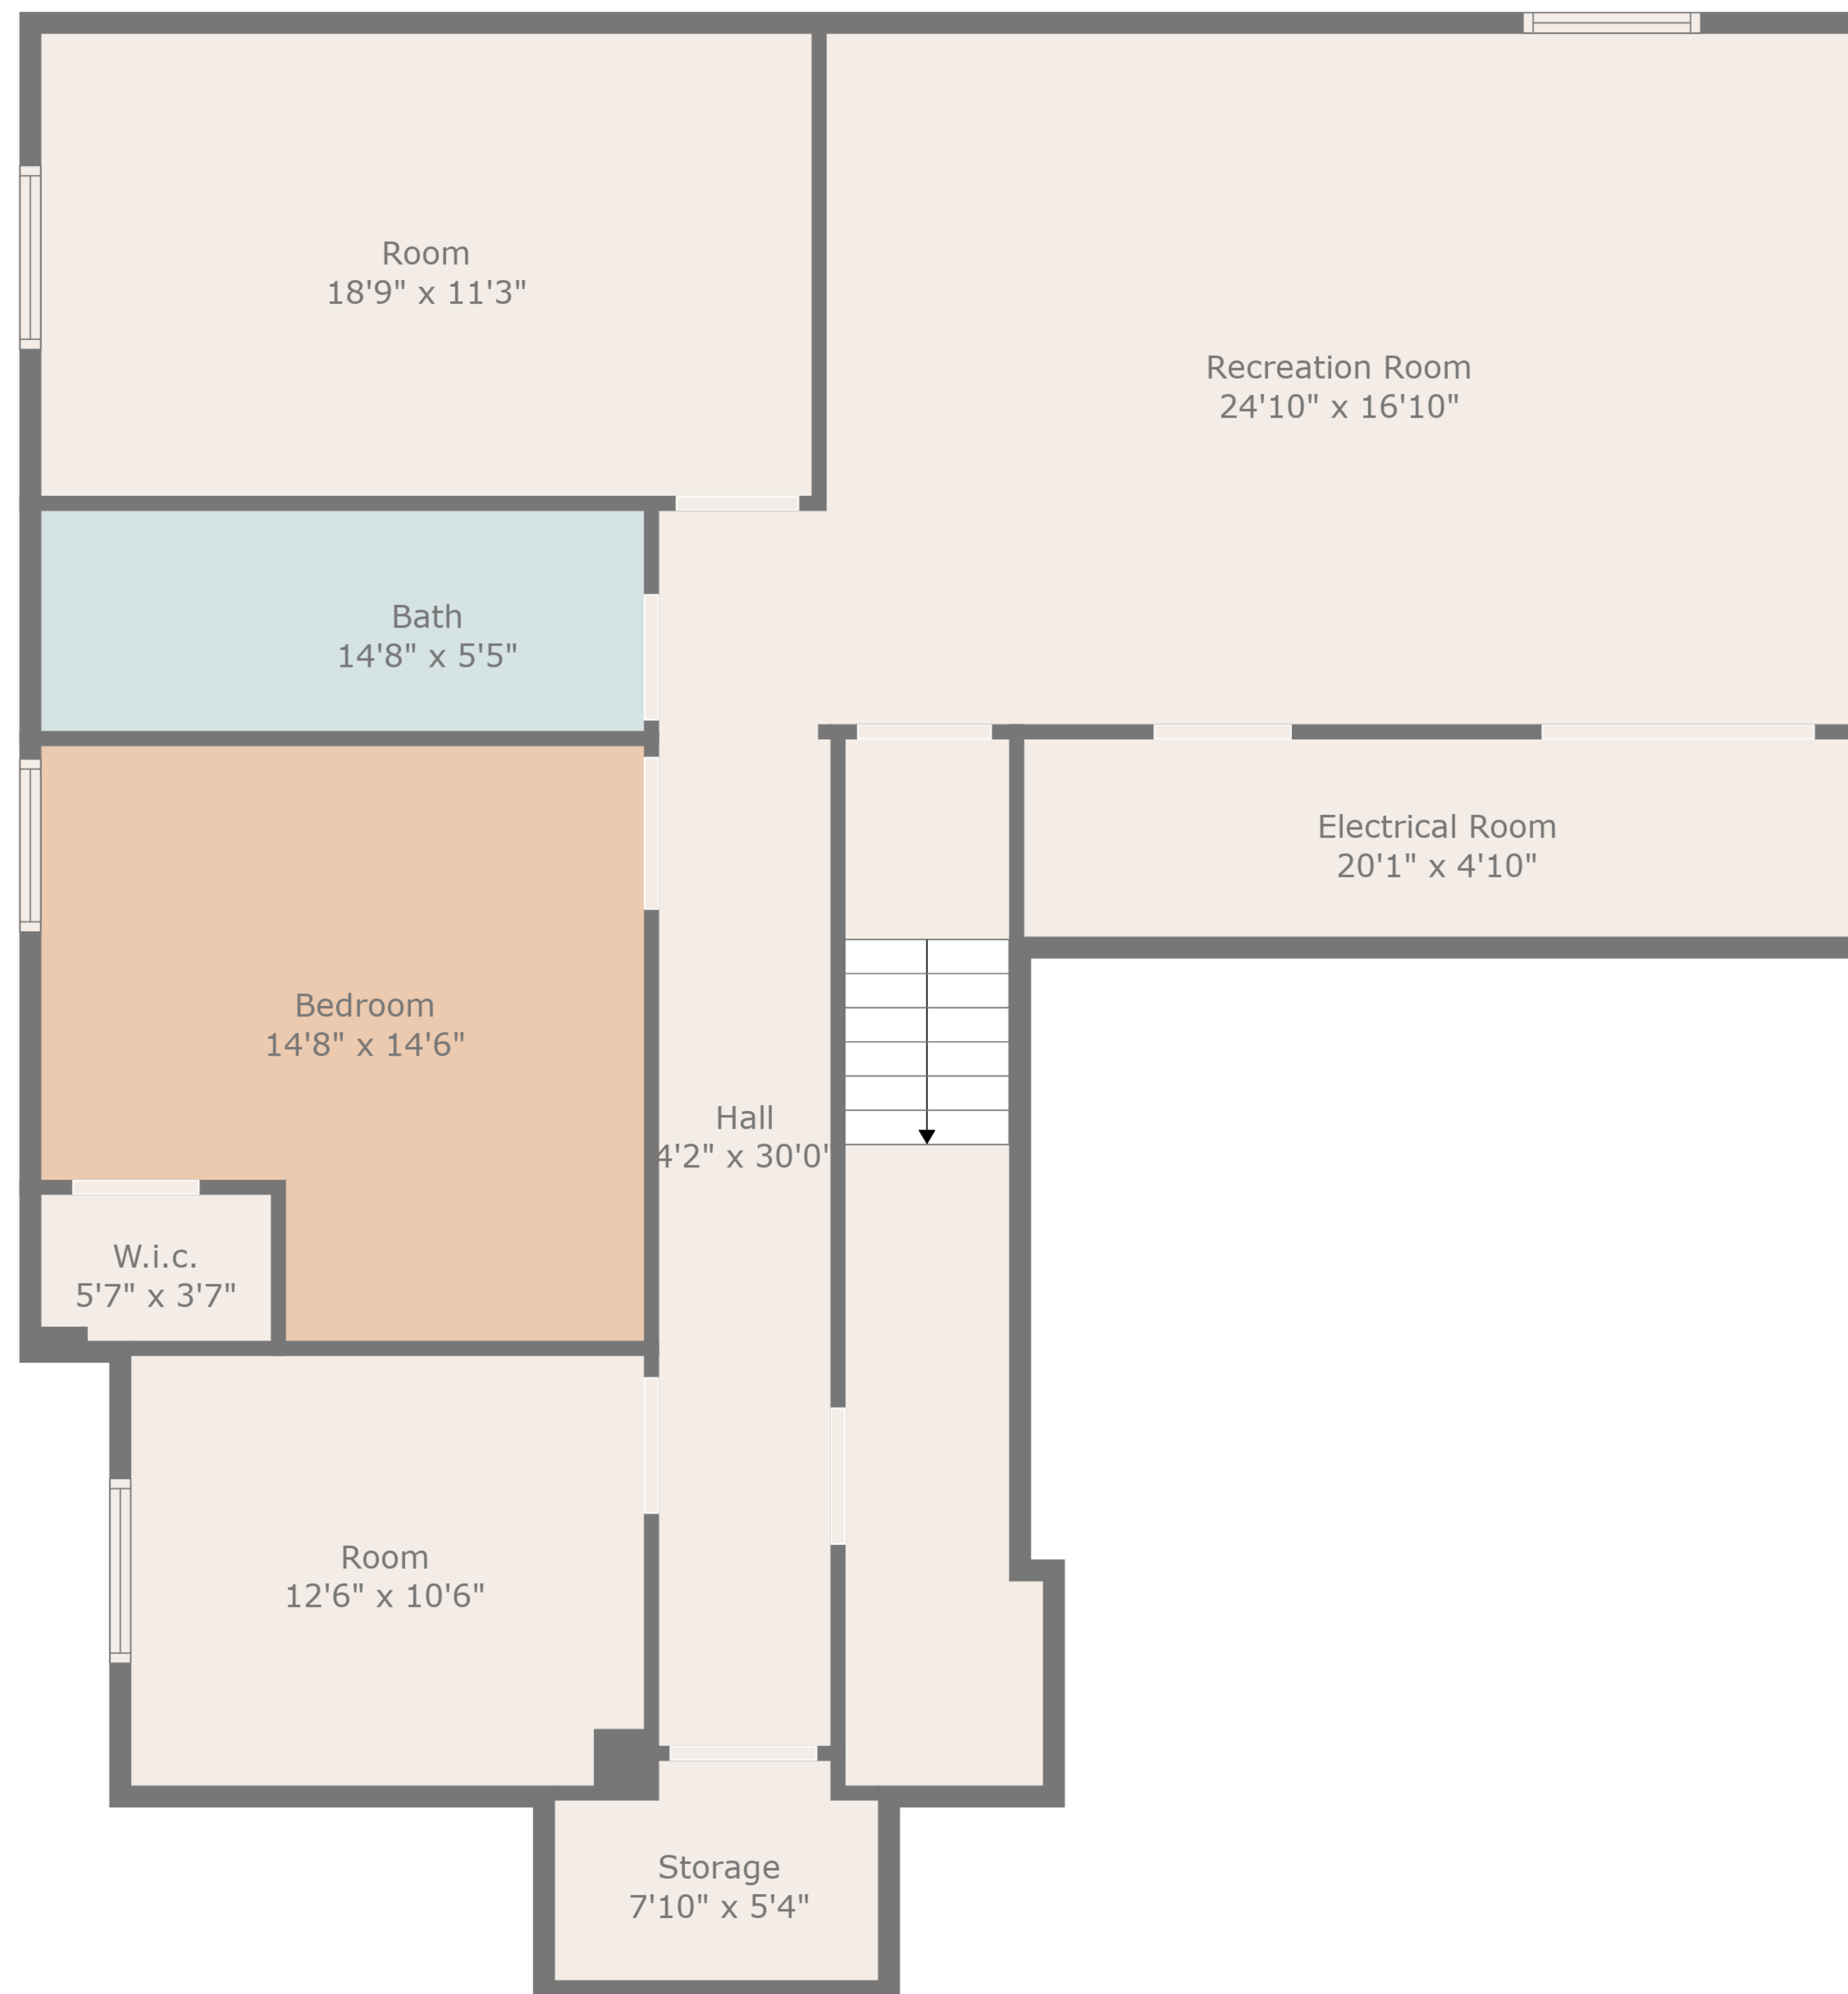 Room
18'9" x 11'3"
Recreation Room
24'10" x 16'10"
Bath
14'8" x 5'5"
Electrical Room
20'1" x 4'10"
Bedroom
14'8" x 14'6"
Hall
4'2" x 30'0"
W.i.c.
5'7" x 3'7"
Room
12'6" x 10'6"
Storage
7'10" x 5'4"